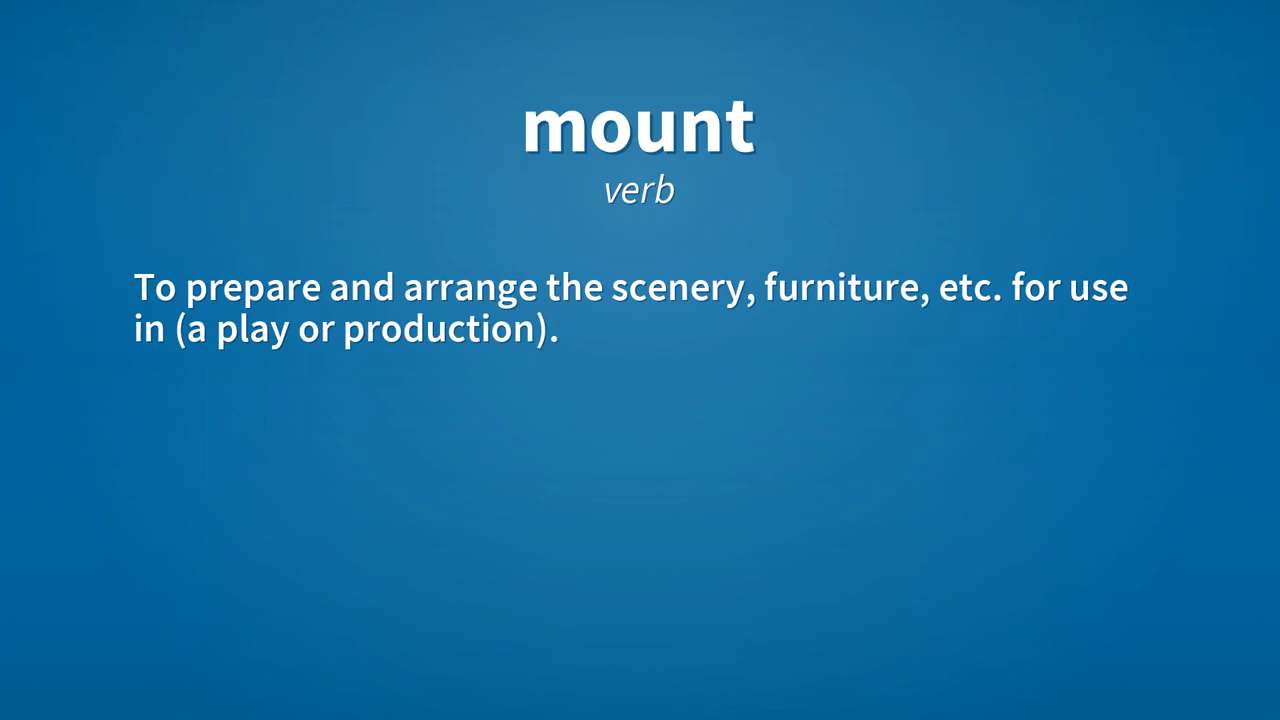 mount
verb
To prepare and arrange the scenery, furniture, etc. for use
in (a play or production).